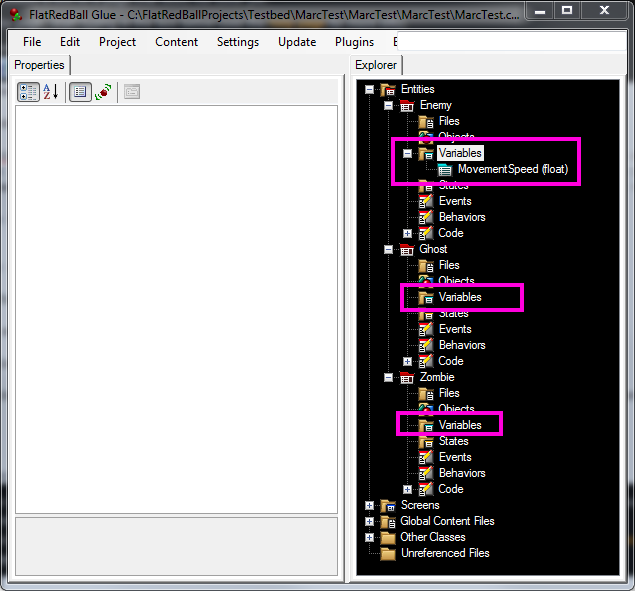 FlatRedBall Glue - C:\FlatRedBallProjects\Testbed\MarcTest\MarcTest\MarcTest\MarcTest.c...
File Edit Project Content Settings Update Plugins
Properties
Explorer
Entities
Enemy
Files
Objects
Variables
MovementSpeed (float)
States
Events
Behaviors
Code
Ghost
Files
Objects
Variables
States
Events
Behaviors
Code
Zombie
Files
Objects
Variables
States
Events
Behaviors
Code
Screens
Global Content Files
Other Classes
Unreferenced Files